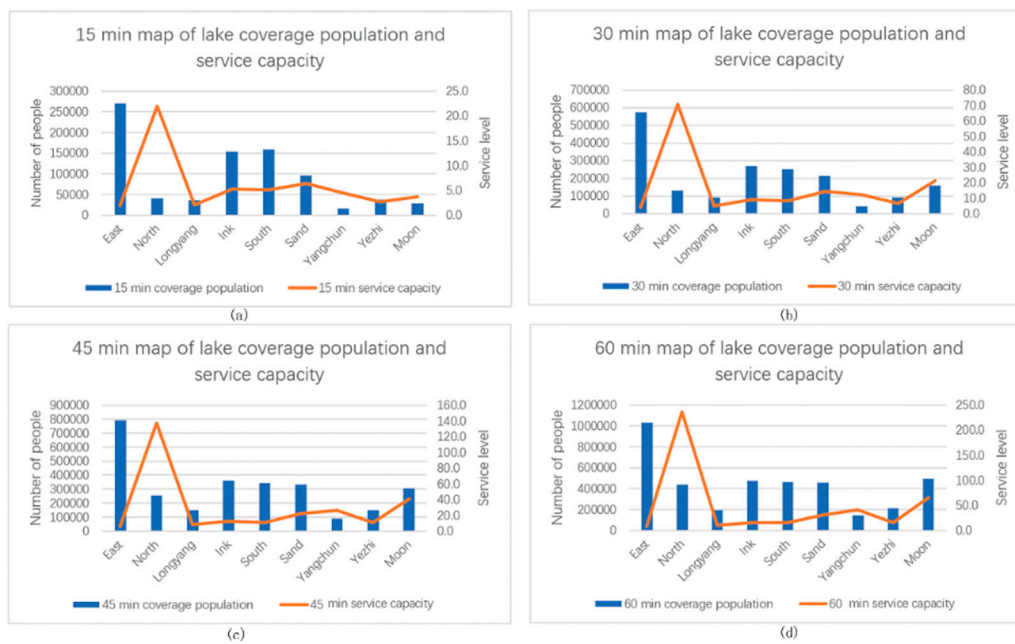 15 min map of lake coverage population and
service capacity
Number of people
300000
250000
200000
150000
100000
50000
0
25.0
20.0
15.0
10.0
5.0
0.0
Service level
East
North
Longyang
Ink
South
Sand
Yangchun
Yezhi
Moon
15 min coverage population
15 min service capacity
(a)
30 min map of lake coverage population and
service capacity
Number of people
700000
600000
500000
400000
300000
200000
100000
0
80.0
70.0
60.0
50.0
40.0
30.0
20.0
10.0
0.0
Service level
East
North
Longyang
Ink
South
Sand
Yangchun
Yezhi
Moon
30 min coverage population
30 min service capacity
(b)
45 min map of lake coverage population and
service capacity
Number of people
900000
800000
700000
600000
500000
400000
300000
200000
100000
0
160.0
140.0
120.0
100.0
80.0
60.0
40.0
20.0
0.0
Service level
East
North
Longyang
Ink
South
Sand
Yangchun
Yezhi
Moon
45 min coverage population
45 min service capacity
(c)
60 min map of lake coverage population and
service capacity
Number of people
1200000
1000000
800000
600000
400000
200000
0
250.0
200.0
150.0
100.0
50.0
0.0
Service level
East
North
Longyang
Ink
South
Sand
Yangchun
Yezhi
Moon
60 min coverage population
60 min service capacity
(d)